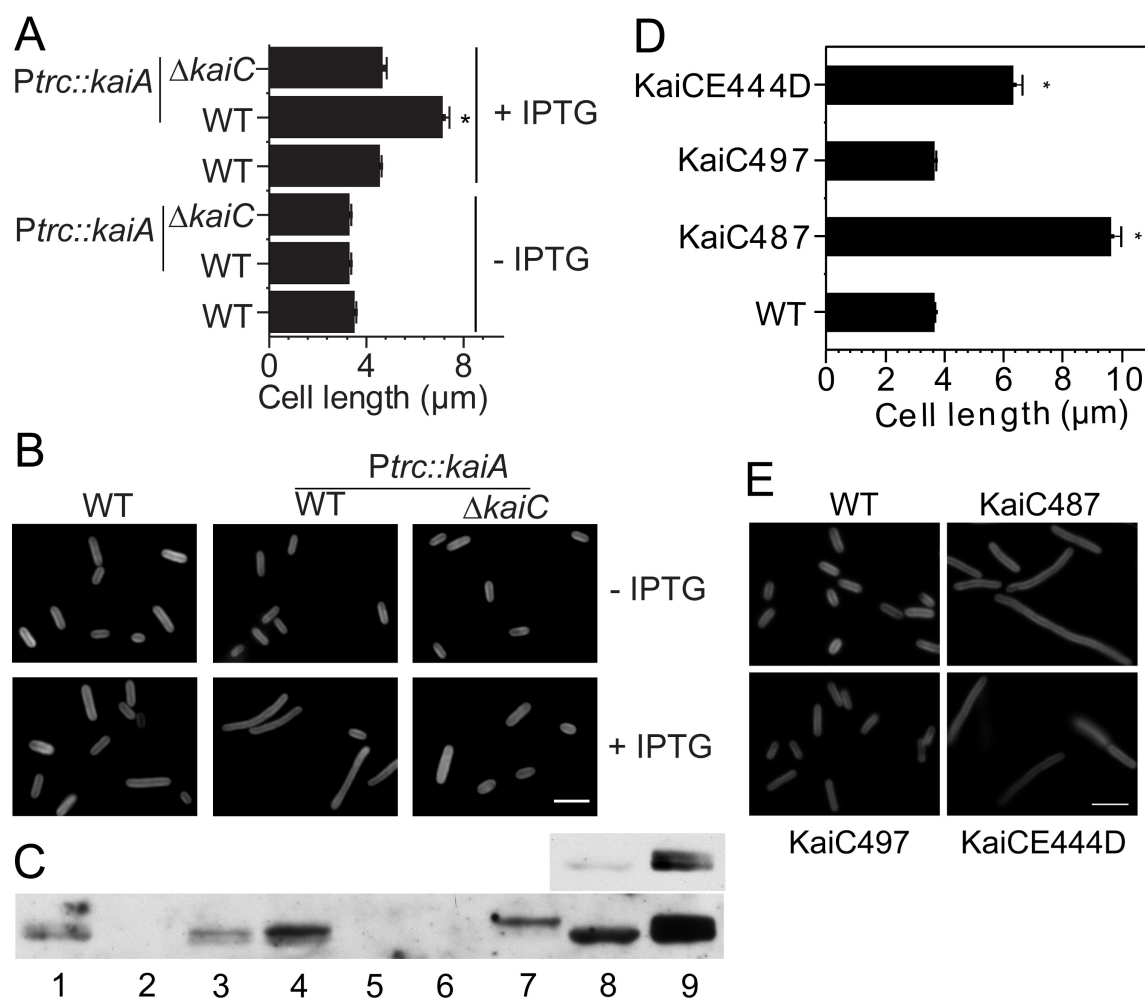 A
Ptrc::kaiA
ΔkaiC
WT
WT
+ IPTG
*
Ptrc::kaiA
ΔkaiC
WT
WT
- IPTG
0 4 8
Cell length (µm)
D
KaiCE444D
*
KaiC497
KaiC487
*
WT
0 2 4 6 8 10
Cell length (µm)
B
Ptrc::kaiA
WT WT ΔkaiC
- IPTG
+ IPTG
E
WT KaiC487
KaiC497 KaiCE444D
C
1 2 3 4 5 6 7 8 9